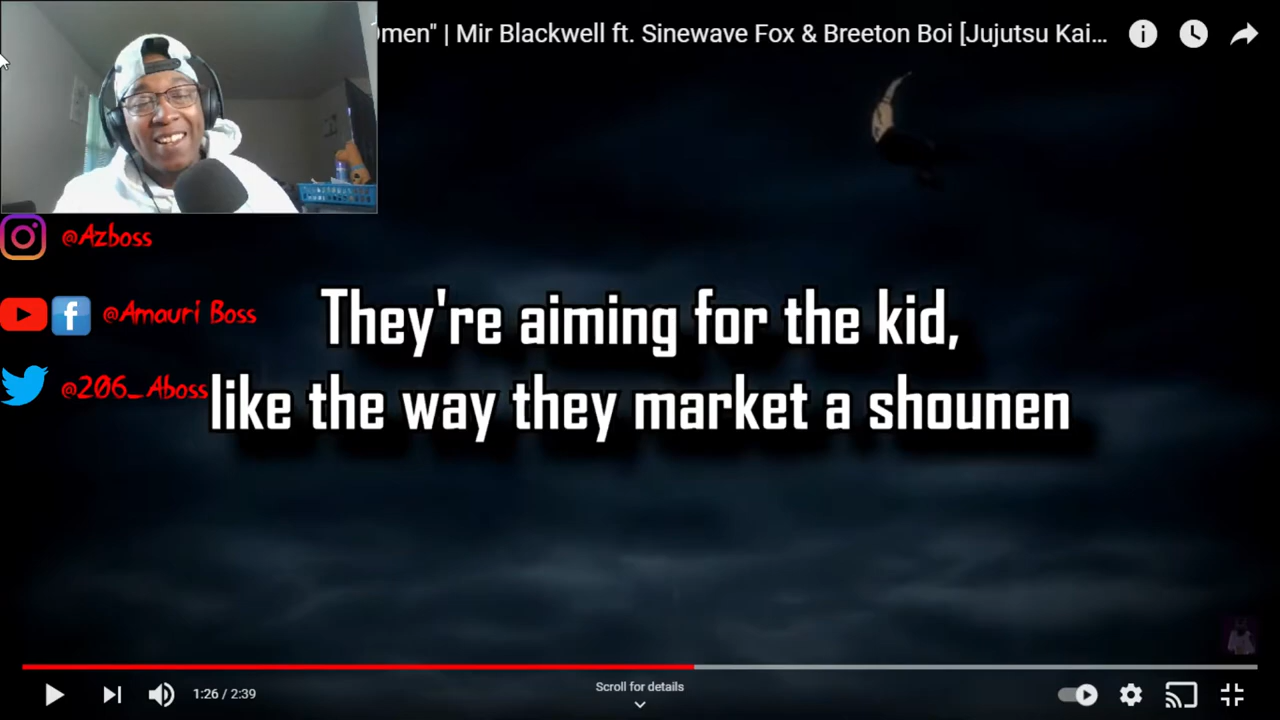 Omen" | Mir Blackwell ft. Sinewave Fox & Breeton Boi [Jujutsu Kai...
@Azboss
@Amauri Boss
@206_Aboss
They're aiming for the kid,
like the way they market a shounen
1:26 / 2:39
Scroll for details